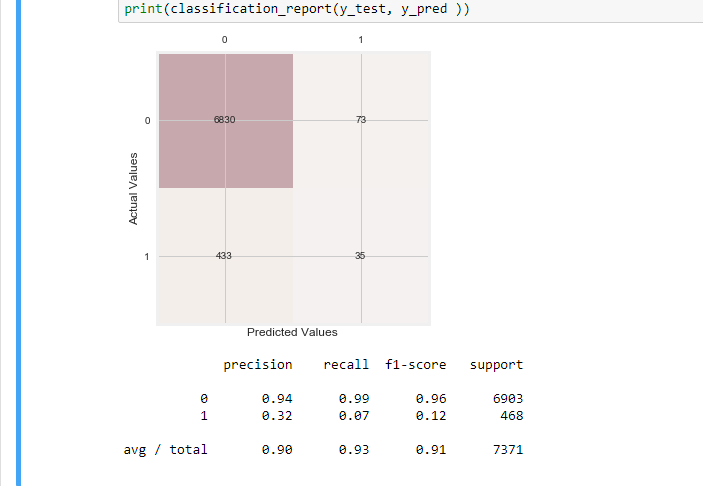 print(classification_report(y_test, y_pred ))
0 1
0 6830 73
Actual Values
1 433 35
Predicted Values
precision recall f1-score support
0 0.94 0.99 0.96 6903
1 0.32 0.07 0.12 468
avg / total 0.90 0.93 0.91 7371